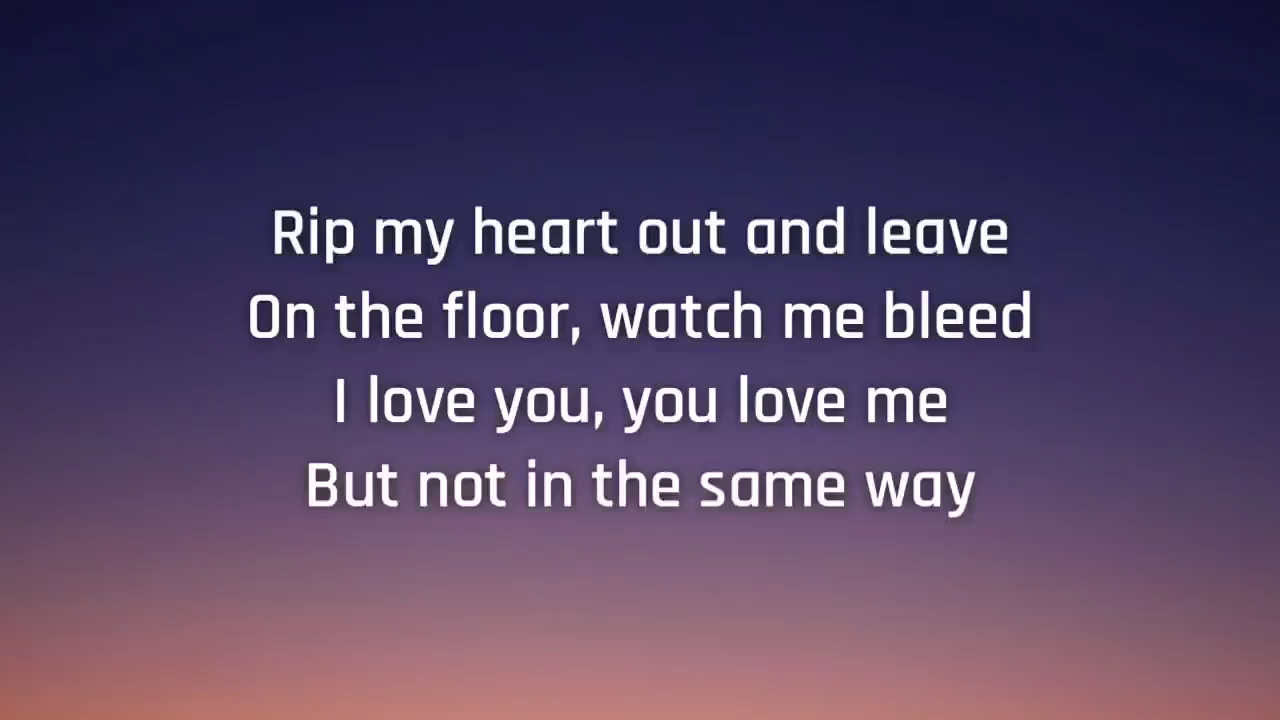 Rip my heart out and leave
On the floor, watch me bleed
I love you, you love me
But not in the same way